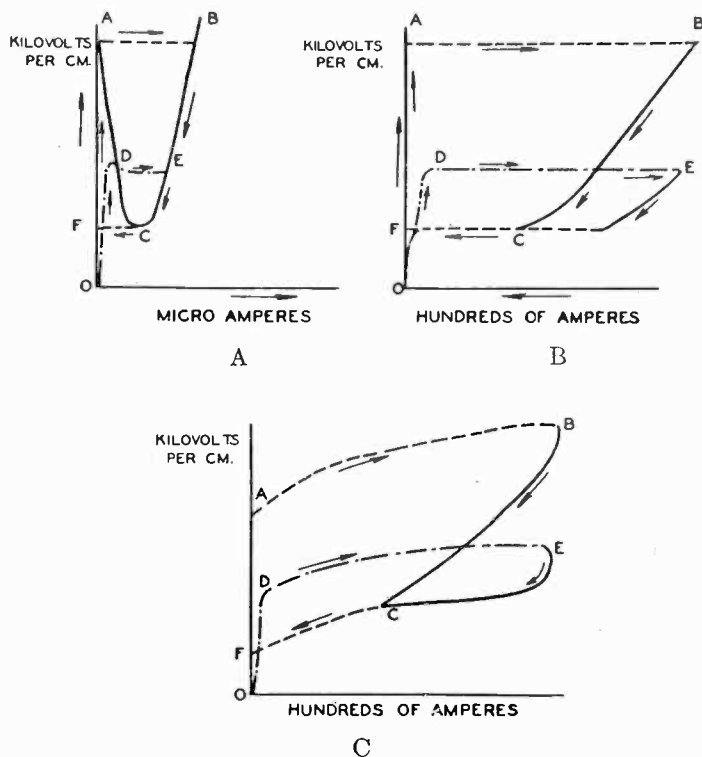 A
B
KILOVOLTS
PER CM.
D
E
F
C
O
MICRO AMPERES
A
A
B
KILOVOLTS
PER CM.
D
E
F
C
O
HUNDREDS OF AMPERES
B
KILOVOLTS
PER CM.
B
A
E
D
C
F
O
HUNDREDS OF AMPERES
C